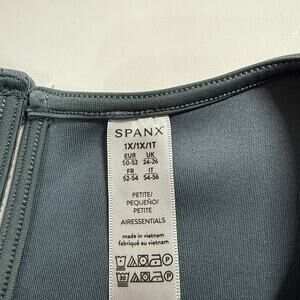 SPANX
1X/1X/1T
EUR UK
50-52 24-26
FR IT
52-54 54-56
PETITE/
PEQUEÑO/
PETITE
AIRESSENTIALS
made in vietnam
fabriqué au vietnam